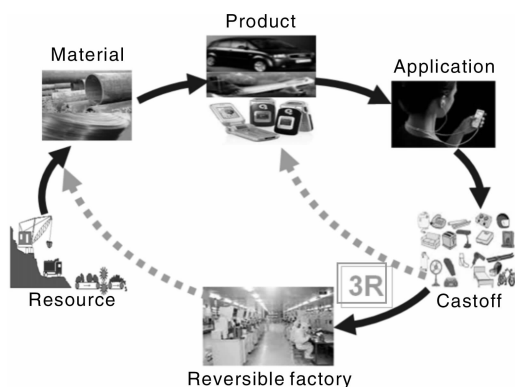 Product
Material
Application
Resource
3R
Castoff
Reversible factory